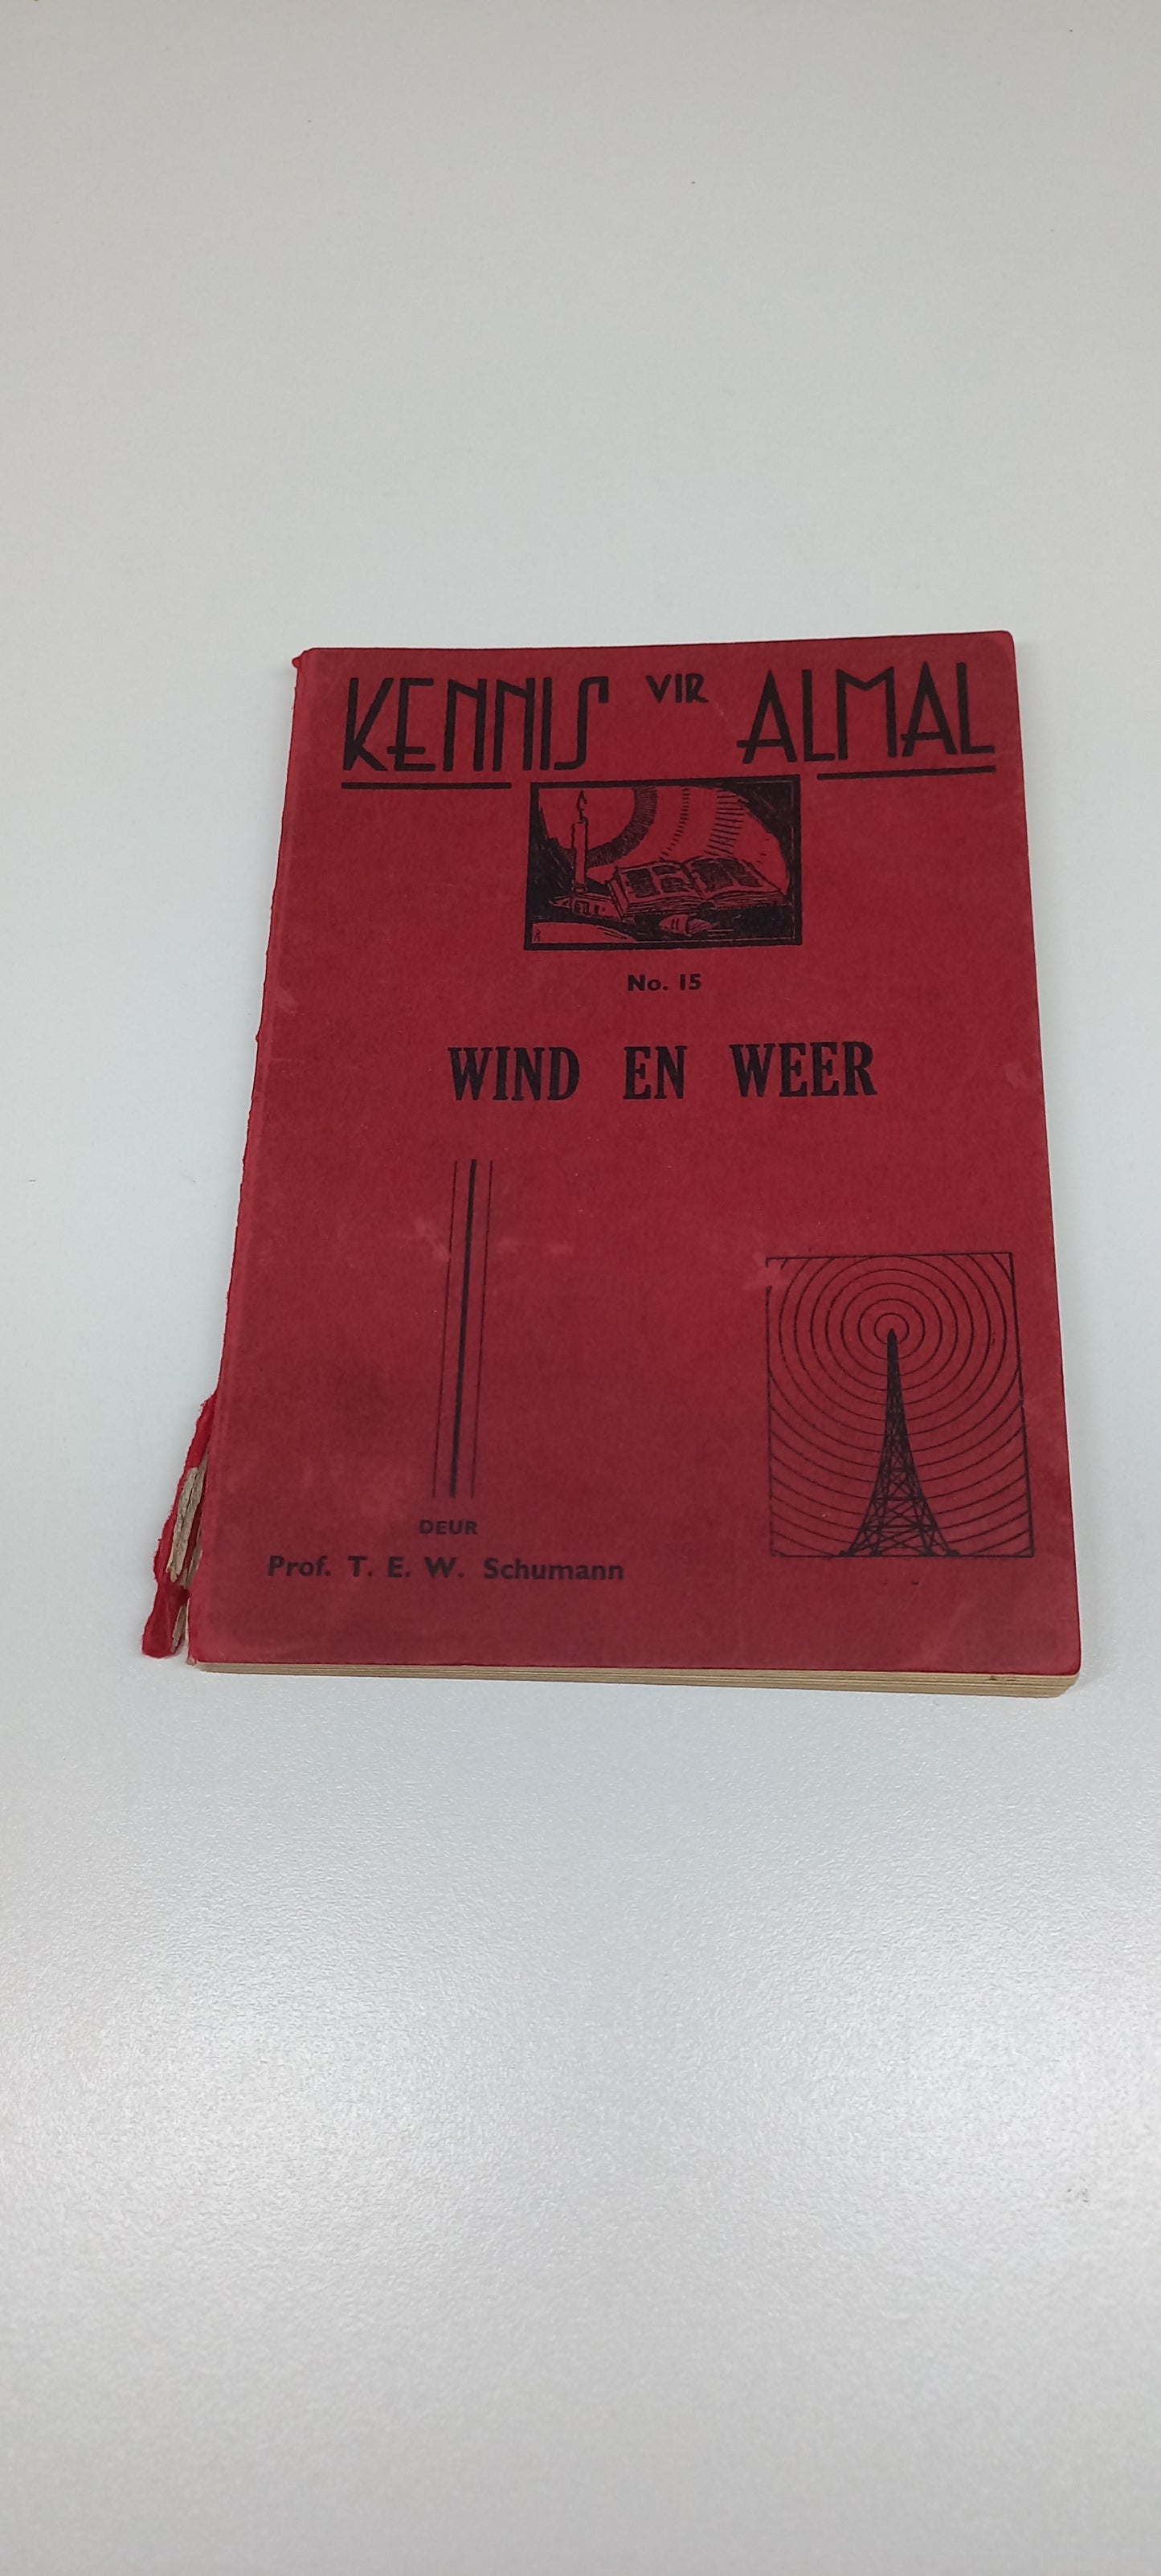 KENNIS VIR ALMAL
No. 15
WIND EN WEER
DEUR
Prof. T. E. W. Schumann